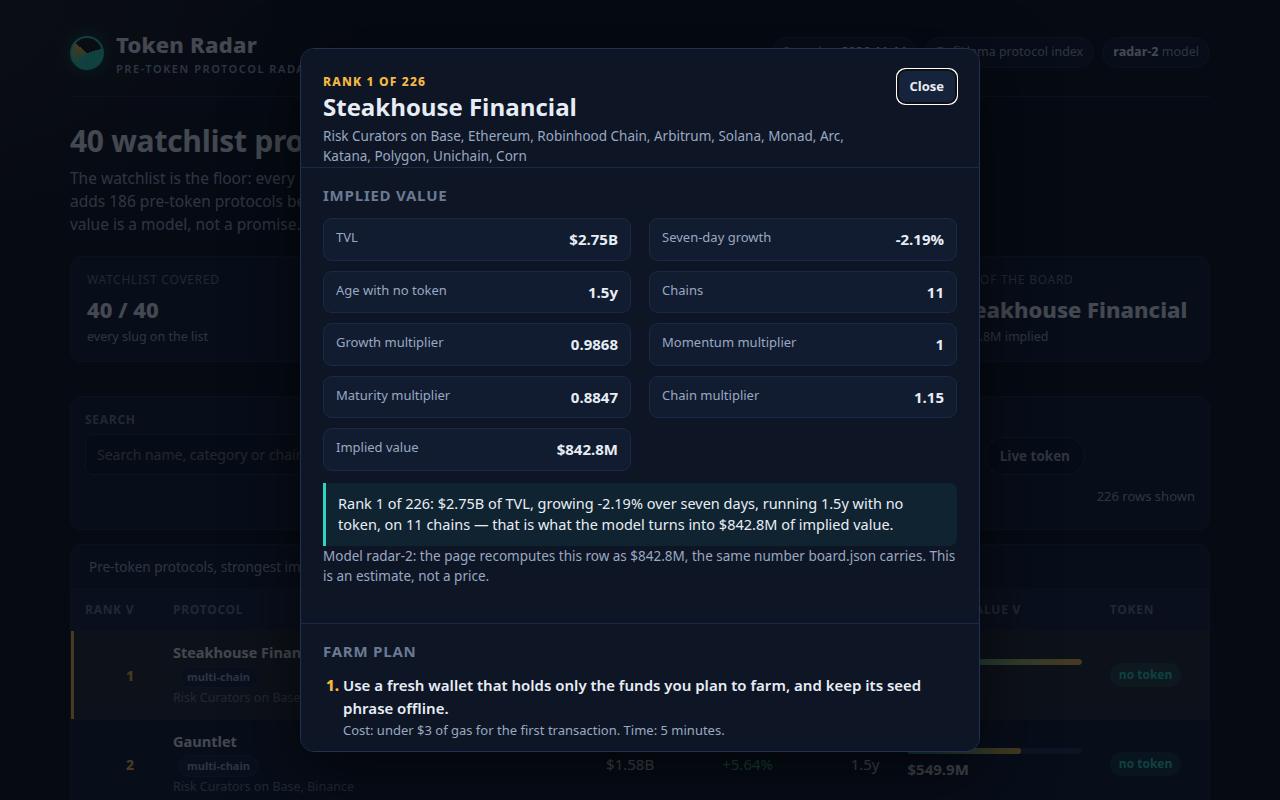 Token Radar
PRE-TOKEN PROTOCOL RADA
protocol index
radar-2 model
40 watchlist pro
The watchlist is the floor: every
adds 186 pre-token protocols be
value is a model, not a promise.
WATCHLIST COVERED
40 / 40
every slug on the list
OF THE BOARD
eakhouse Financial
.8M implied
SEARCH
Search name, category or chain
Live token
226 rows shown
Pre-token protocols, strongest im
RANK V
PROTOCOL
ALUE V
TOKEN
1
Steakhouse Finan
multi-chain
Risk Curators on Base
no token
2
Gauntlet
multi-chain
Risk Curators on Base, Binance
$1.58B
+5.64%
1.5y
$549.9M
no token
RANK 1 OF 226
Close
Steakhouse Financial
Risk Curators on Base, Ethereum, Robinhood Chain, Arbitrum, Solana, Monad, Arc,
Katana, Polygon, Unichain, Corn
IMPLIED VALUE
TVL
$2.75B
Seven-day growth
-2.19%
Age with no token
1.5y
Chains
11
Growth multiplier
0.9868
Momentum multiplier
1
Maturity multiplier
0.8847
Chain multiplier
1.15
Implied value
$842.8M
Rank 1 of 226: $2.75B of TVL, growing -2.19% over seven days, running 1.5y with no
token, on 11 chains — that is what the model turns into $842.8M of implied value.
Model radar-2: the page recomputes this row as $842.8M, the same number board.json carries. This
is an estimate, not a price.
FARM PLAN
1. Use a fresh wallet that holds only the funds you plan to farm, and keep its seed
phrase offline.
Cost: under $3 of gas for the first transaction. Time: 5 minutes.